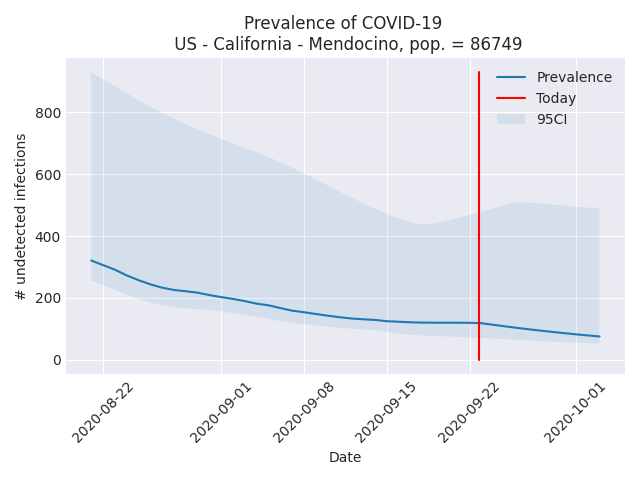 Prevalence of COVID-19
US - California - Mendocino, pop. = 86749
Prevalence
Today
95CI
# undetected infections
800
600
400
200
0
2020-08-22
2020-09-01
2020-09-08
2020-09-15
2020-09-22
2020-10-01
Date